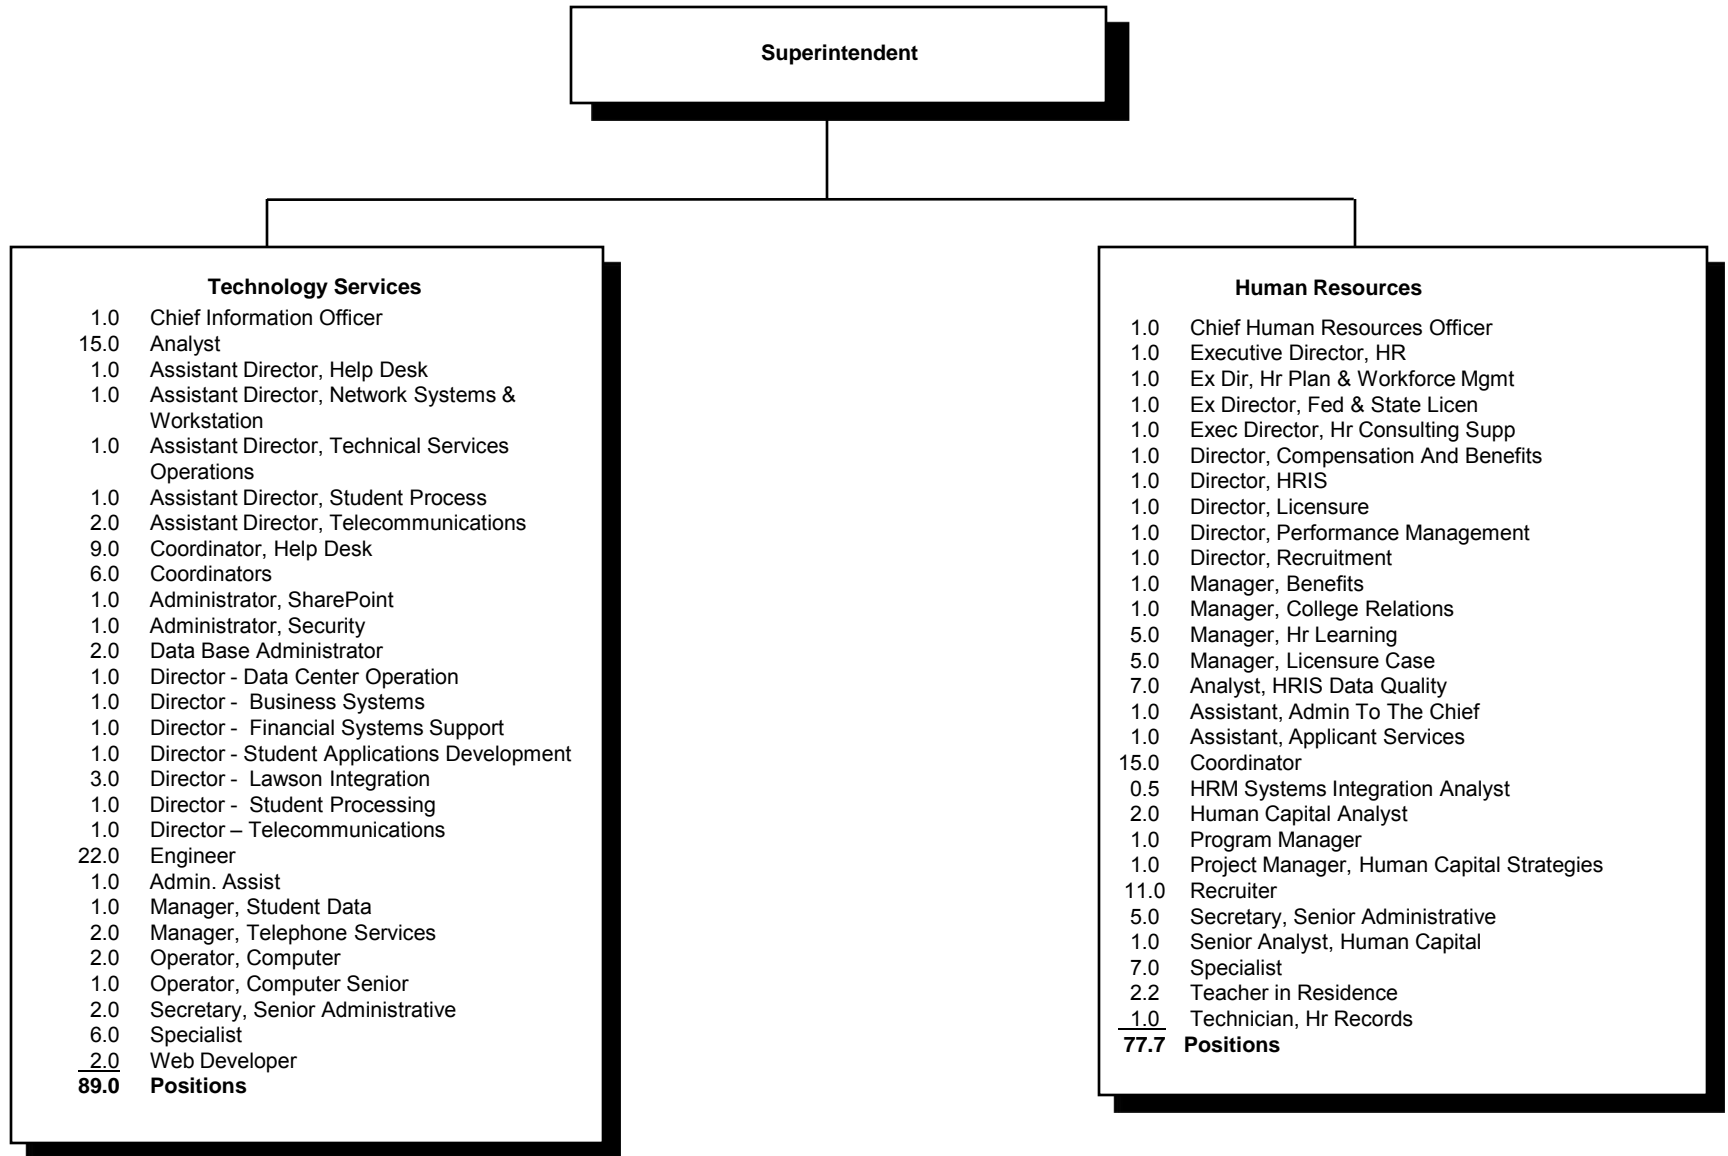 Superintendent
Technology Services
1.0 Chief Information Officer
15.0 Analyst
1.0 Assistant Director, Help Desk
1.0 Assistant Director, Network Systems &
Workstation
1.0 Assistant Director, Technical Services
Operations
1.0 Assistant Director, Student Process
2.0 Assistant Director, Telecommunications
9.0 Coordinator, Help Desk
6.0 Coordinators
1.0 Administrator, SharePoint
1.0 Administrator, Security
2.0 Data Base Administrator
1.0 Director - Data Center Operation
1.0 Director - Business Systems
1.0 Director - Financial Systems Support
1.0 Director - Student Applications Development
3.0 Director - Lawson Integration
1.0 Director - Student Processing
1.0 Director – Telecommunications
22.0 Engineer
1.0 Admin. Assist
1.0 Manager, Student Data
2.0 Manager, Telephone Services
2.0 Operator, Computer
1.0 Operator, Computer Senior
2.0 Secretary, Senior Administrative
6.0 Specialist
2.0 Web Developer
89.0 Positions
Human Resources
1.0 Chief Human Resources Officer
1.0 Executive Director, HR
1.0 Ex Dir, Hr Plan & Workforce Mgmt
1.0 Ex Director, Fed & State Licen
1.0 Exec Director, Hr Consulting Supp
1.0 Director, Compensation And Benefits
1.0 Director, HRIS
1.0 Director, Licensure
1.0 Director, Performance Management
1.0 Director, Recruitment
1.0 Manager, Benefits
1.0 Manager, College Relations
5.0 Manager, Hr Learning
5.0 Manager, Licensure Case
7.0 Analyst, HRIS Data Quality
1.0 Assistant, Admin To The Chief
1.0 Assistant, Applicant Services
15.0 Coordinator
0.5 HRM Systems Integration Analyst
2.0 Human Capital Analyst
1.0 Program Manager
1.0 Project Manager, Human Capital Strategies
11.0 Recruiter
5.0 Secretary, Senior Administrative
1.0 Senior Analyst, Human Capital
7.0 Specialist
2.2 Teacher in Residence
1.0 Technician, Hr Records
77.7 Positions